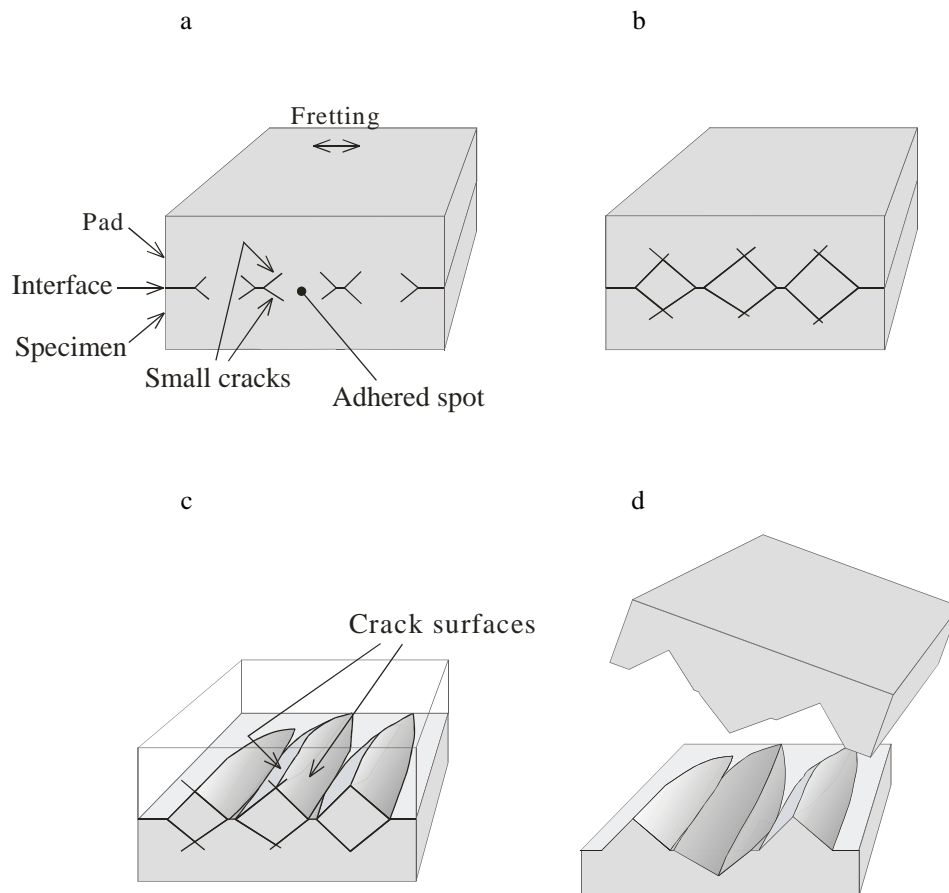 a
b
Fretting
Pad
Interface
Specimen
Small cracks
Adhered spot
c
d
Crack surfaces